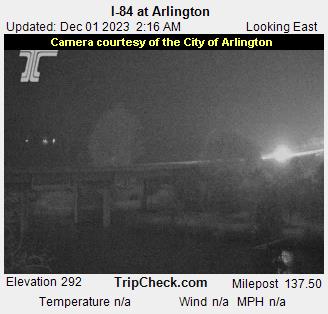 I-84 at Arlington
Updated: Dec 01 2023 2:16 AM Looking East
Camera courtesy of the City of Arlington
Elevation 292 TripCheck.com Milepost 137.50
Temperature n/a Wind n/a MPH n/a